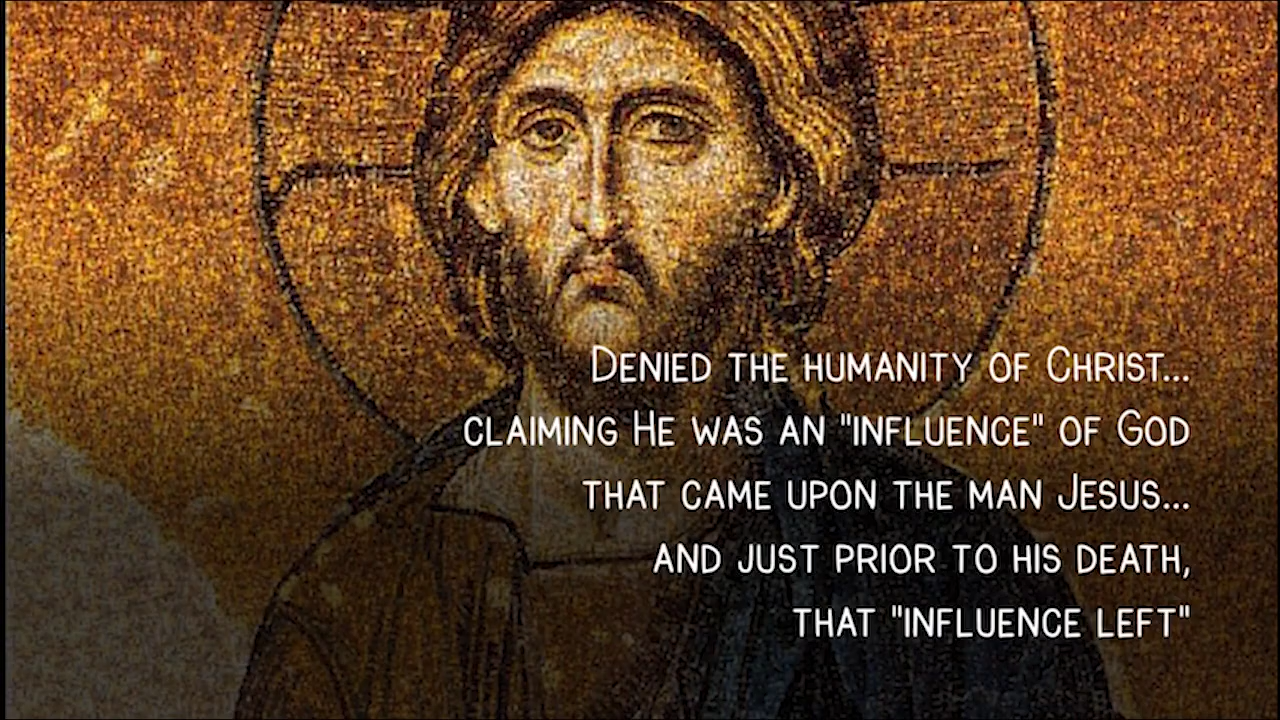 Denied the humanity of Christ...
claiming He was an "influence" of God
that came upon the man Jesus...
and just prior to his death,
that "influence left"